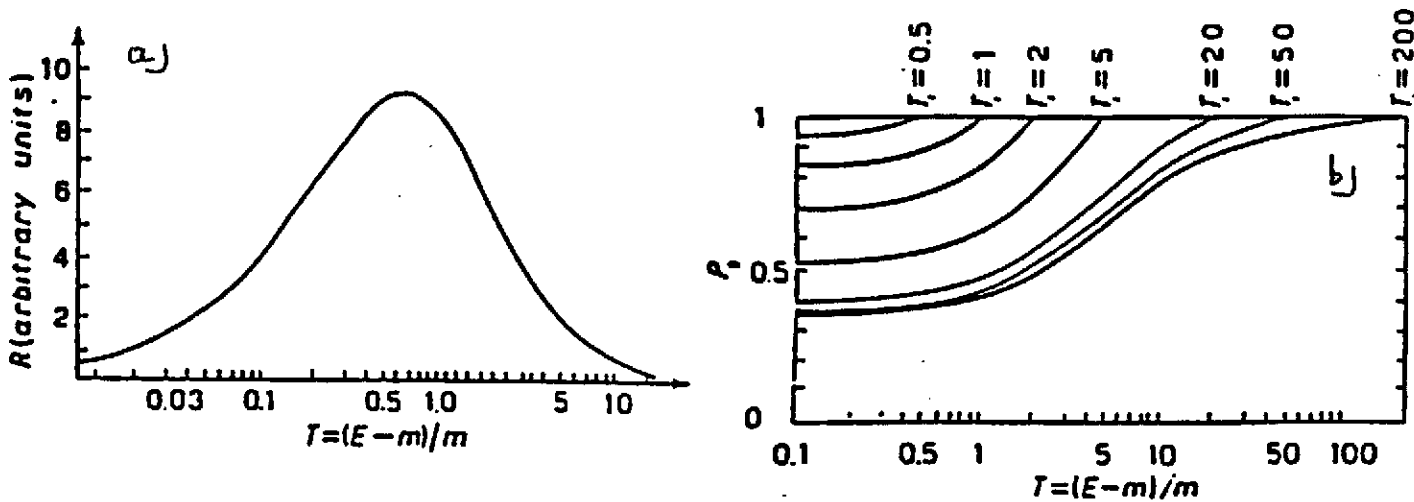 a)
R(arbitrary units)
10
8
6
4
2
0.03 0.1 0.5 1.0 5 10
T=(E−m)/m
T₁=0.5
T₁=1
T₁=2
T₁=5
T₁=20
T₁=50
T₁=200
b)
1
0.5
0
0.1 0.5 1 5 10 50 100
T=(E−m)/m